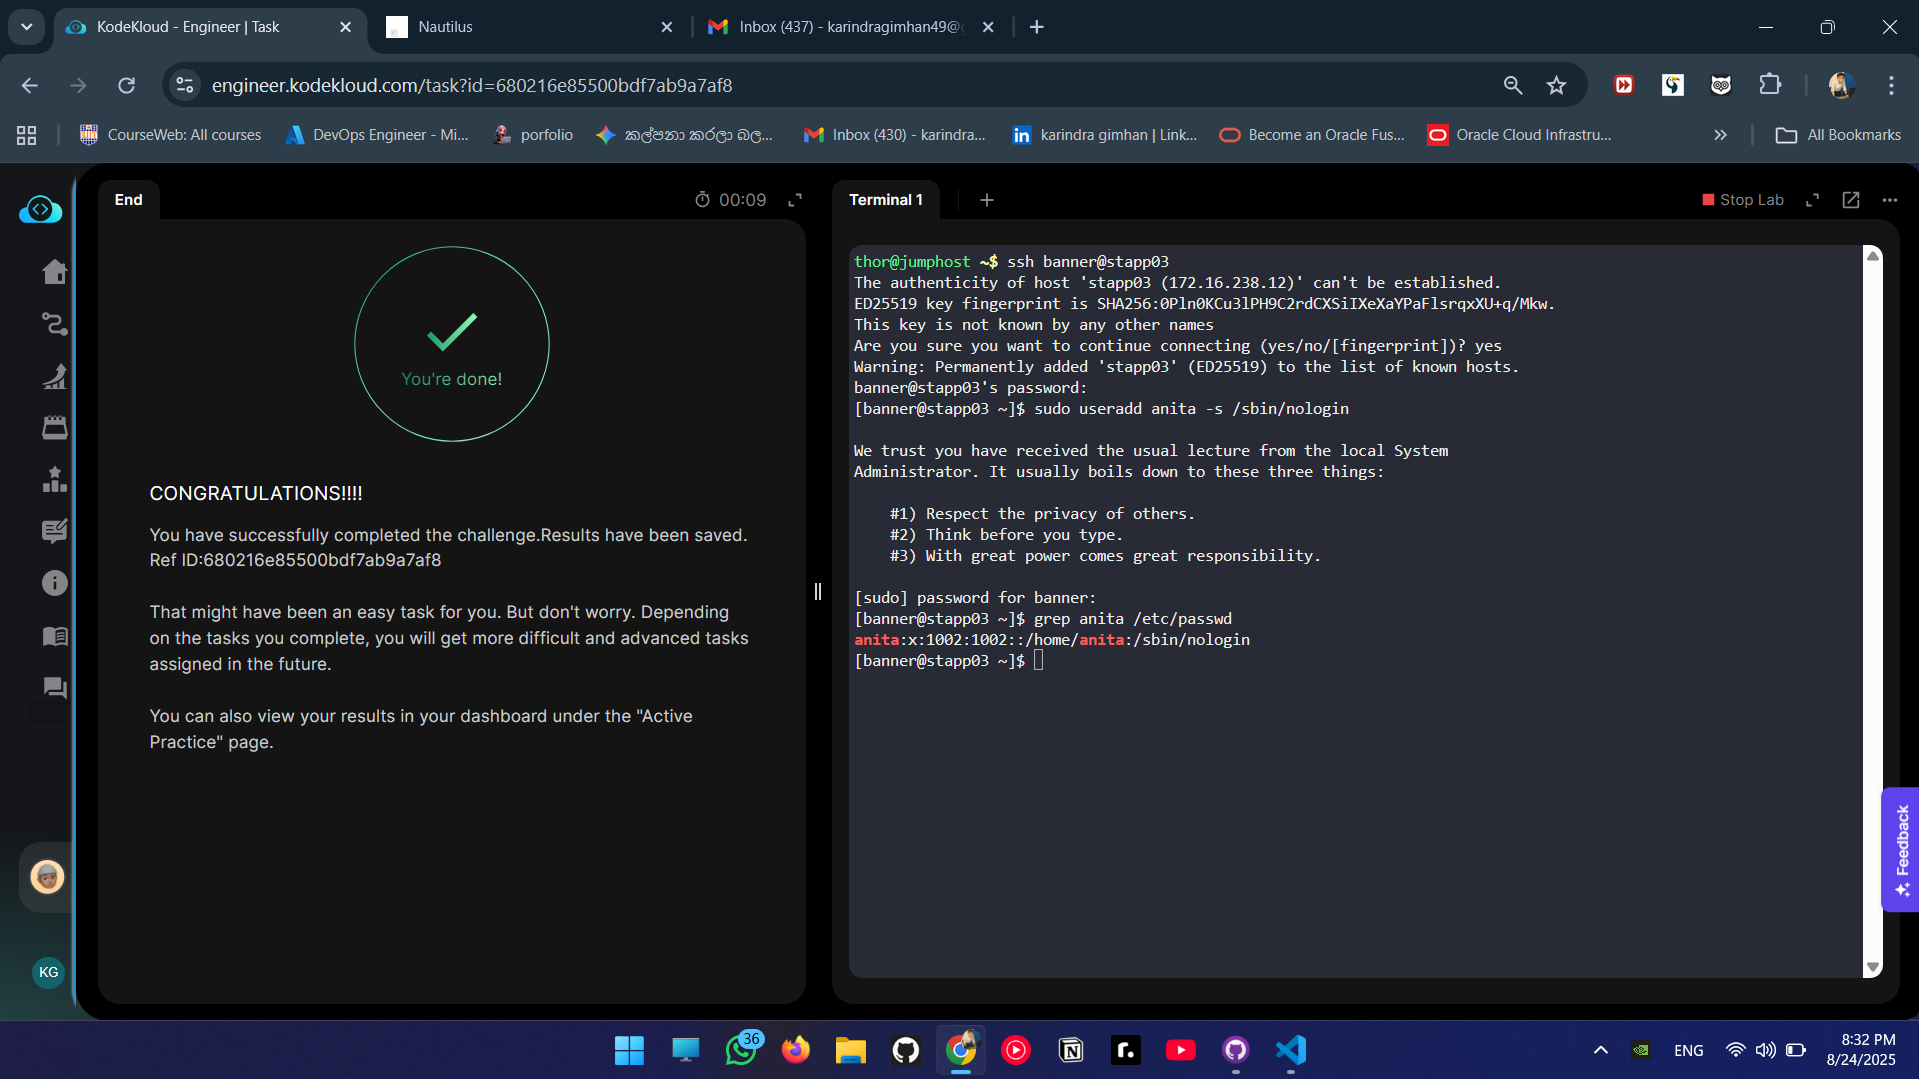 KodeKloud - Engineer | Task
Nautilus
Inbox (437) - karindragimhan49@g
engineer.kodekloud.com/task?id=680216e85500bdf7ab9a7af8
CourseWeb: All courses
DevOps Engineer - Mi...
porfolio
කල්පනා කරලා බල...
Inbox (430) - karindra...
karindra gimhan | Link...
Become an Oracle Fus...
Oracle Cloud Infrastru...
All Bookmarks
End
00:09
Terminal 1
Stop Lab
You're done!
CONGRATULATIONS!!!!
You have successfully completed the challenge.Results have been saved.
Ref ID:680216e85500bdf7ab9a7af8
That might have been an easy task for you. But don't worry. Depending
on the tasks you complete, you will get more difficult and advanced tasks
assigned in the future.
You can also view your results in your dashboard under the "Active
Practice" page.
thor@jumphost ~$ ssh banner@stapp03
The authenticity of host 'stapp03 (172.16.238.12)' can't be established.
ED25519 key fingerprint is SHA256:0Pln0KCu3lPH9C2rdCXSiIXeXaYPaFlsrqxXU+q/Mkw.
This key is not known by any other names
Are you sure you want to continue connecting (yes/no/[fingerprint])? yes
Warning: Permanently added 'stapp03' (ED25519) to the list of known hosts.
banner@stapp03's password:
[banner@stapp03 ~]$ sudo useradd anita -s /sbin/nologin
We trust you have received the usual lecture from the local System
Administrator. It usually boils down to these three things:
#1) Respect the privacy of others.
#2) Think before you type.
#3) With great power comes great responsibility.
[sudo] password for banner:
[banner@stapp03 ~]$ grep anita /etc/passwd
anita:x:1002:1002::/home/anita:/sbin/nologin
[banner@stapp03 ~]$
Feedback
KG
36
ENG
8:32 PM
8/24/2025